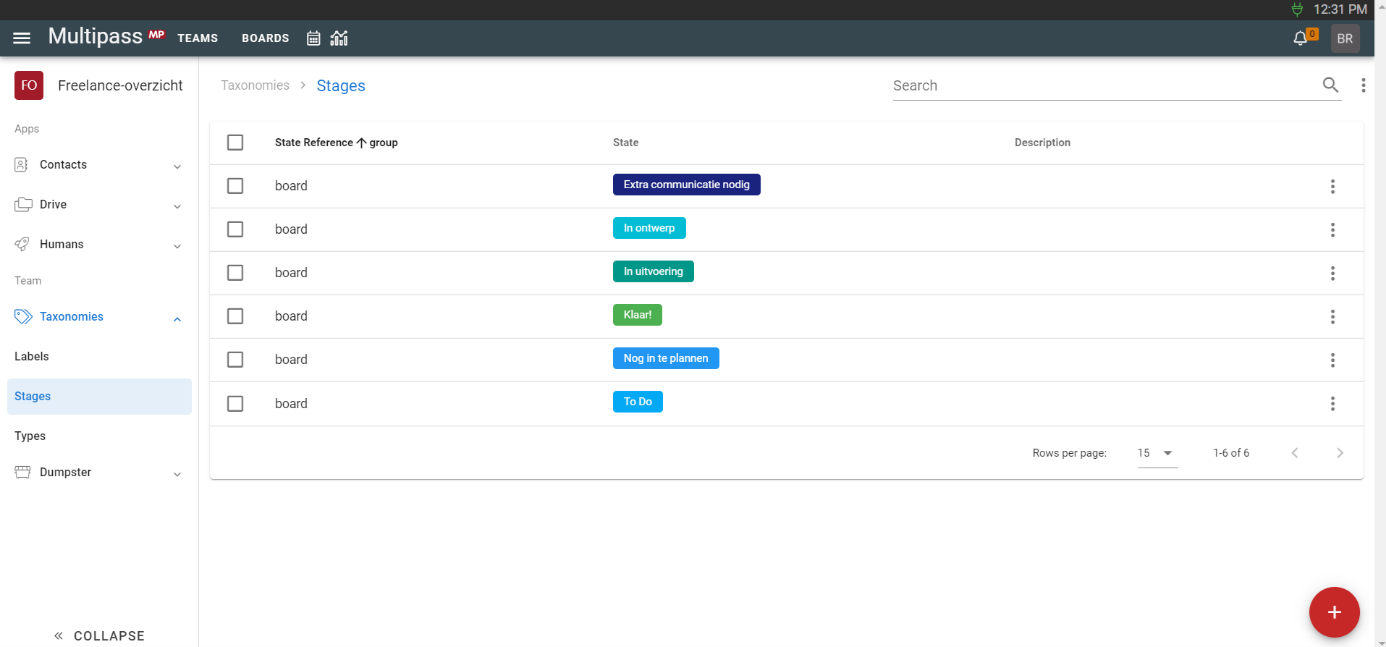 12:31 PM
Multipass MP TEAMS BOARDS 0 BR
FO Freelance-overzicht
Taxonomies > Stages
Search
Apps
Contacts
Drive
Humans
Team
Taxonomies
Labels
Stages
Types
Dumpster
« COLLAPSE
State Reference ↑ group State Description
board Extra communicatie nodig
board In ontwerp
board In uitvoering
board Klaar!
board Nog in te plannen
board To Do
Rows per page: 15 1-6 of 6
+